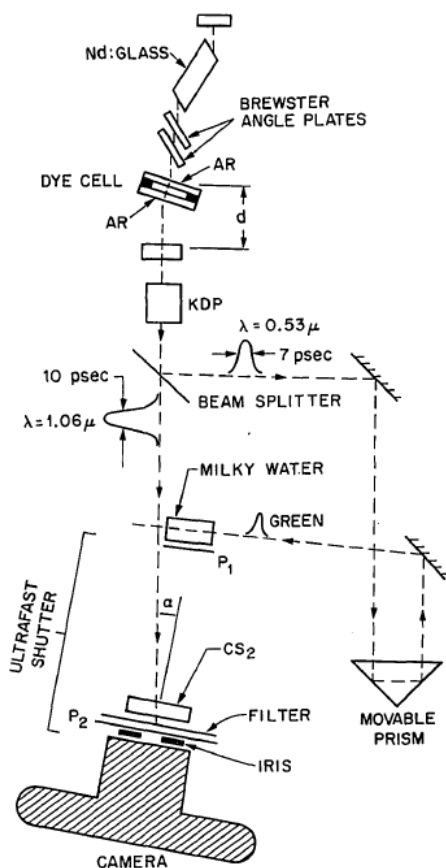 Nd:GLASS
BREWSTER
ANGLE PLATES
AR
DYE CELL
AR
d
KDP
λ=0.53μ
7 psec
10 psec
BEAM SPLITTER
λ=1.06μ
MILKY WATER
GREEN
P1
ULTRAFAST
SHUTTER
α
CS2
P2
FILTER
MOVABLE
PRISM
IRIS
CAMERA